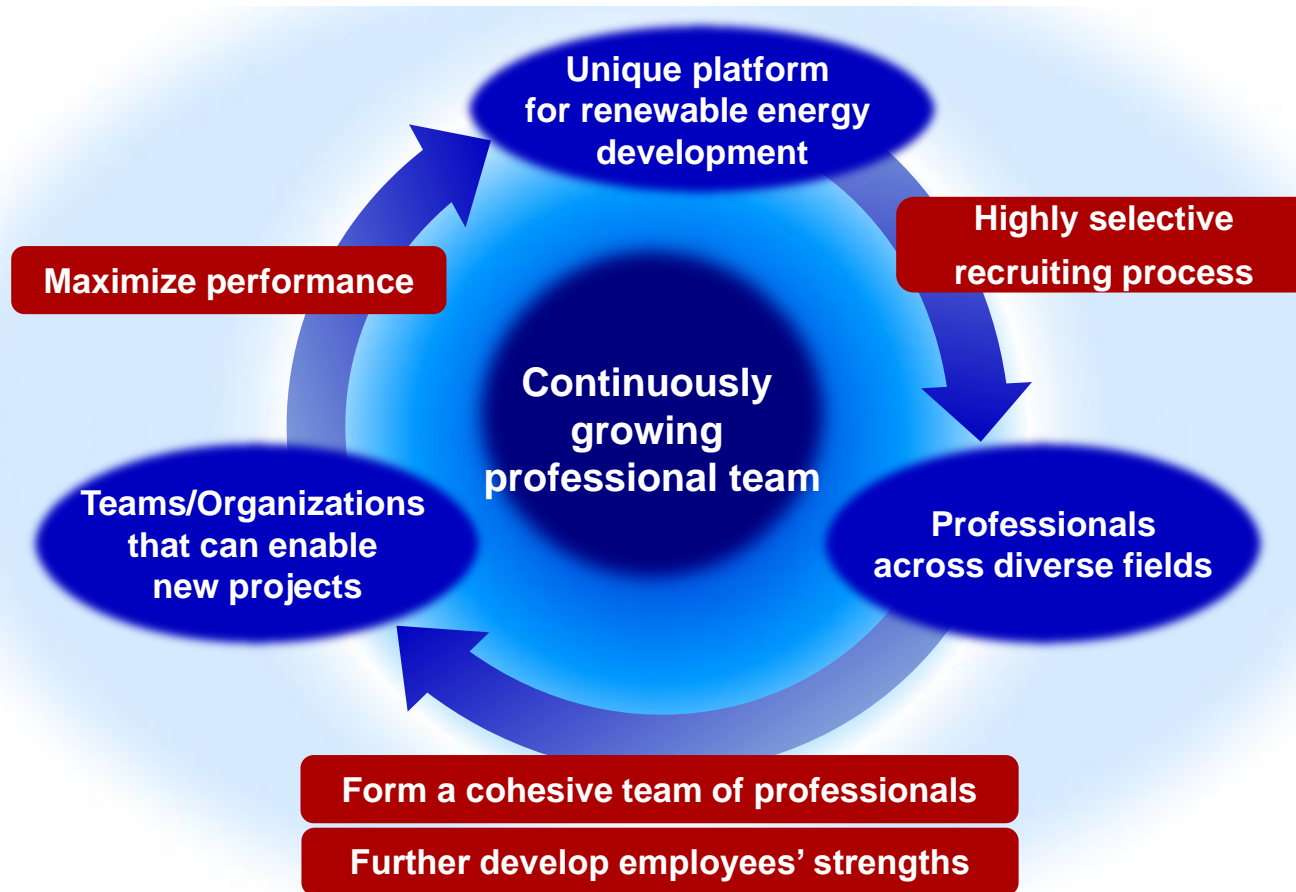 Unique platform
for renewable energy
development
Highly selective
recruiting process
Maximize performance
Continuously
growing
professional team
Teams/Organizations
that can enable
new projects
Professionals
across diverse fields
Form a cohesive team of professionals
Further develop employees’ strengths